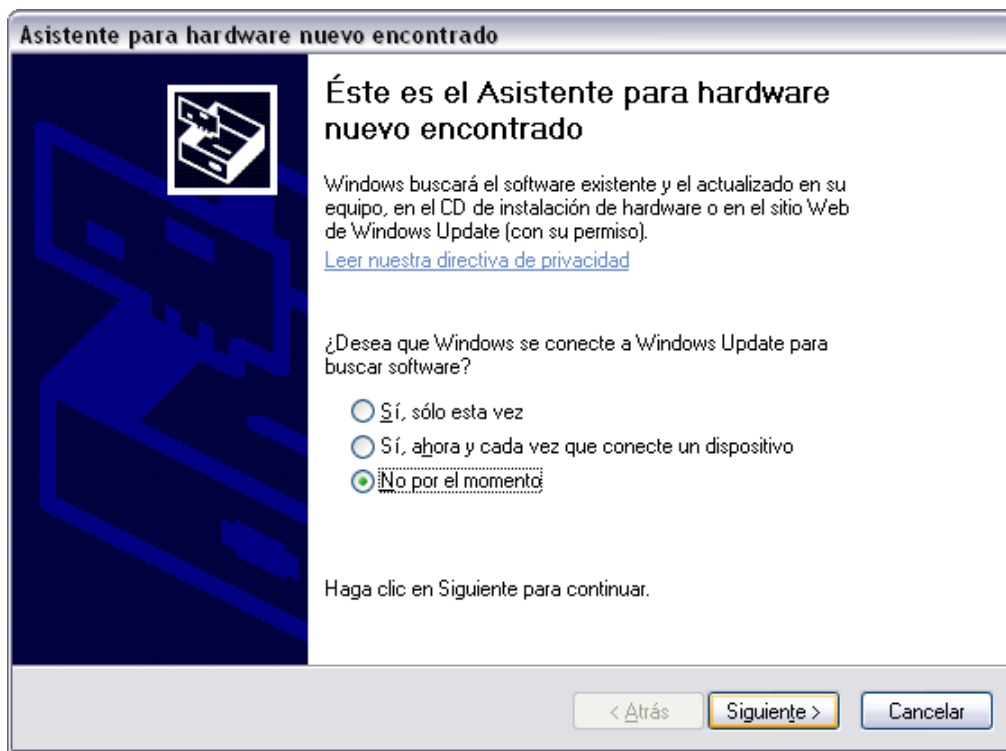 Asistente para hardware nuevo encontrado
Éste es el Asistente para hardware
nuevo encontrado
Windows buscará el software existente y el actualizado en su
equipo, en el CD de instalación de hardware o en el sitio Web
de Windows Update (con su permiso).
Leer nuestra directiva de privacidad
¿Desea que Windows se conecte a Windows Update para
buscar software?
Sí, sólo esta vez
Sí, ahora y cada vez que conecte un dispositivo
No por el momento
Haga clic en Siguiente para continuar.
< Atrás
Siguiente >
Cancelar